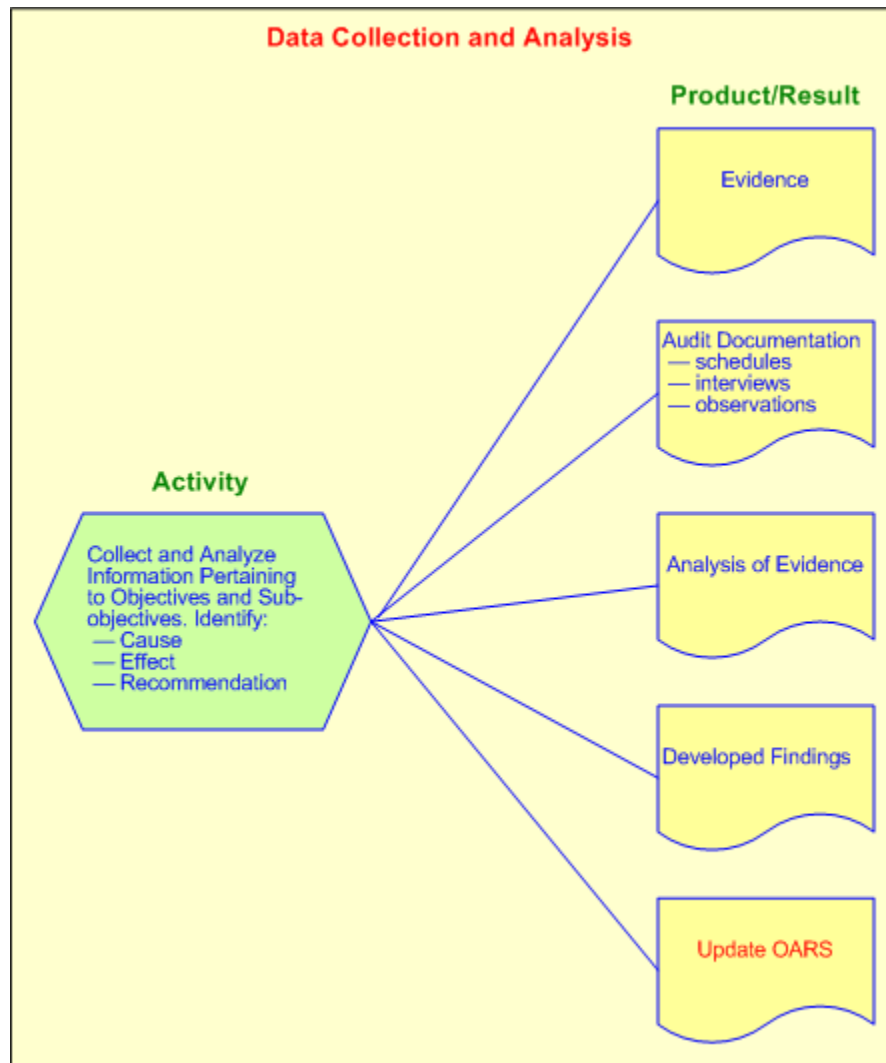 Data Collection and Analysis
Product/Result
Evidence
Audit Documentation
— schedules
— interviews
— observations
Activity
Collect and Analyze
Information Pertaining
to Objectives and Sub-
objectives. Identify:
— Cause
— Effect
— Recommendation
Analysis of Evidence
Developed Findings
Update OARS